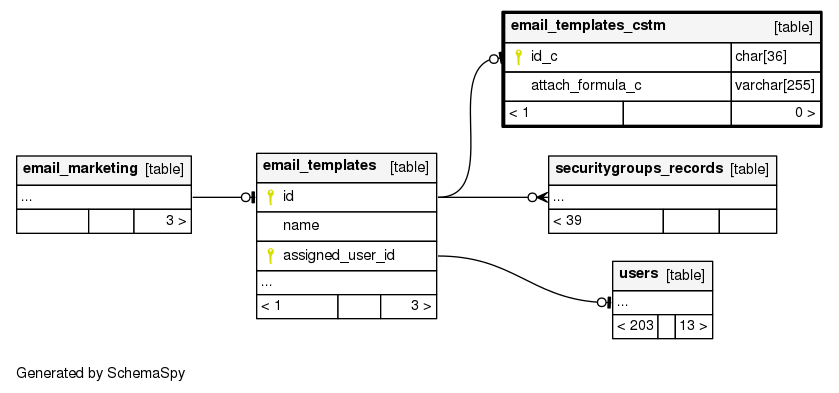 email_templates_cstm [table]
id_c char[36]
attach_formula_c varchar[255]
< 1 0 >
email_marketing [table]
...
3 >
email_templates [table]
id
name
assigned_user_id
...
< 1 3 >
securitygroups_records [table]
...
< 39
users [table]
...
< 203 13 >
Generated by SchemaSpy